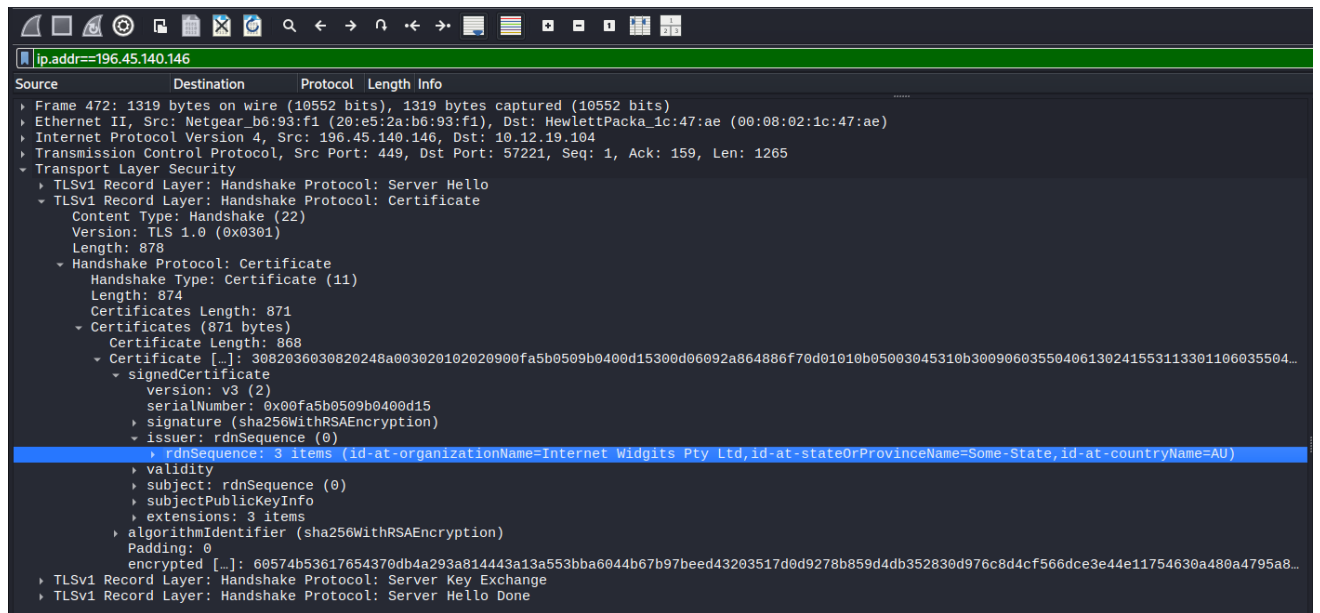 ip.addr==196.45.140.146
Source Destination Protocol Length Info
Frame 472: 1319 bytes on wire (10552 bits), 1319 bytes captured (10552 bits)
Ethernet II, Src: Netgear_b6:93:f1 (20:e5:2a:b6:93:f1), Dst: HewlettPacka_1c:47:ae (00:08:02:1c:47:ae)
Internet Protocol Version 4, Src: 196.45.140.146, Dst: 10.12.19.104
Transmission Control Protocol, Src Port: 449, Dst Port: 57221, Seq: 1, Ack: 159, Len: 1265
Transport Layer Security
TLSv1 Record Layer: Handshake Protocol: Server Hello
TLSv1 Record Layer: Handshake Protocol: Certificate
Content Type: Handshake (22)
Version: TLS 1.0 (0x0301)
Length: 878
Handshake Protocol: Certificate
Handshake Type: Certificate (11)
Length: 874
Certificates Length: 871
Certificates (871 bytes)
Certificate Length: 868
Certificate […]: 3082036030820248a003020102020900fa5b0509b0400d15300d06092a864886f70d01010b05003045310b30090603550406130241553113301106035504…
signedCertificate
version: v3 (2)
serialNumber: 0x00fa5b0509b0400d15
signature (sha256WithRSAEncryption)
issuer: rdnSequence (0)
rdnSequence: 3 items (id-at-organizationName=Internet Widgits Pty Ltd,id-at-stateOrProvinceName=Some-State,id-at-countryName=AU)
validity
subject: rdnSequence (0)
subjectPublicKeyInfo
extensions: 3 items
algorithmIdentifier (sha256WithRSAEncryption)
Padding: 0
encrypted […]: 60574b53617654370db4a293a814443a13a553bba6044b67b97beed43203517d0d9278b859d4db352830d976c8d4cf566dce3e44e11754630a480a4795a8…
TLSv1 Record Layer: Handshake Protocol: Server Key Exchange
TLSv1 Record Layer: Handshake Protocol: Server Hello Done